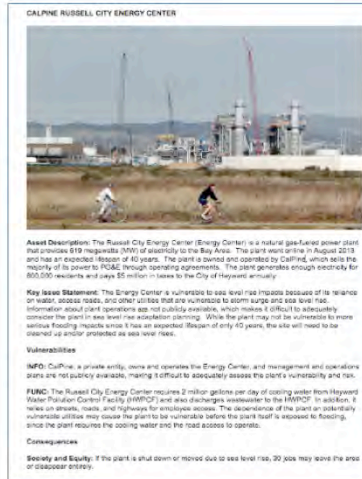 CALPINE RUSSELL CITY ENERGY CENTER
Asset Description: The Russell City Energy Center (Energy Center) is a natural gas-fueled power plant
that provides 619 megawatts (MW) of electricity to the Bay Area. The plant went online in August 2013
and has an expected lifespan of 40 years. The plant is owned and operated by CalPine, which sells the
majority of its power to PG&E through operating agreements. The plant generates enough electricity for
600,000 residents and pays $5 million in taxes to the City of Hayward annually.
Key Issue Statement: The Energy Center is vulnerable to sea level rise impacts because of its reliance
on water, access roads, and other utilities that are vulnerable to storm surge and sea level rise.
Information about plant operations are not publicly available, which makes it difficult to adequately
consider the plant in sea level rise adaptation planning. While the plant may not be vulnerable to more
serious flooding impacts since it has an expected lifespan of only 40 years, the site will need to be
cleaned up and/or protected as sea level rises.
Vulnerabilities
INFO: CalPine, a private entity, owns and operates the Energy Center, and management and operations
plans are not publicly available, making it difficult to adequately assess the plant's vulnerability and risk.
FUNC: The Russell City Energy Center requires 2 million gallons per day of cooling water from Hayward
Water Pollution Control Facility (HWPCF) and also discharges wastewater to the HWPCF. In addition, it
relies on streets, roads, and highways for employee access. The dependence of the plant on potentially
vulnerable utilities may cause the plant to be vulnerable before the plant itself is exposed to flooding,
since the plant requires the cooling water and the road access to operate.
Consequences
Society and Equity: If the plant is shut down or moved due to sea level rise, 30 jobs may leave the area
or disappear entirely.